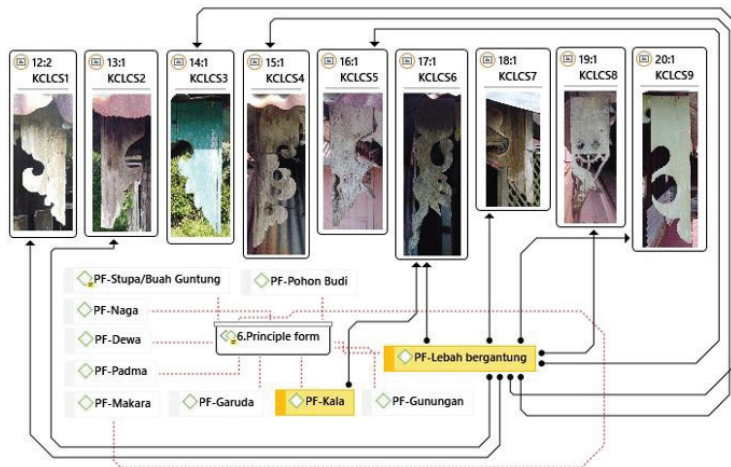 12:2
KCLCS1
13:1
KCLCS2
14:1
KCLCS3
15:1
KCLCS4
16:1
KCLCS5
17:1
KCLCS6
18:1
KCLCS7
19:1
KCLCS8
20:1
KCLCS9
PF-Stupa/Buah Guntung
PF-Pohon Budi
PF-Naga
6.Principle form
PF-Dewa
PF-Lebah bergantung
PF-Padma
PF-Makara
PF-Garuda
PF-Kala
PF-Gunungan